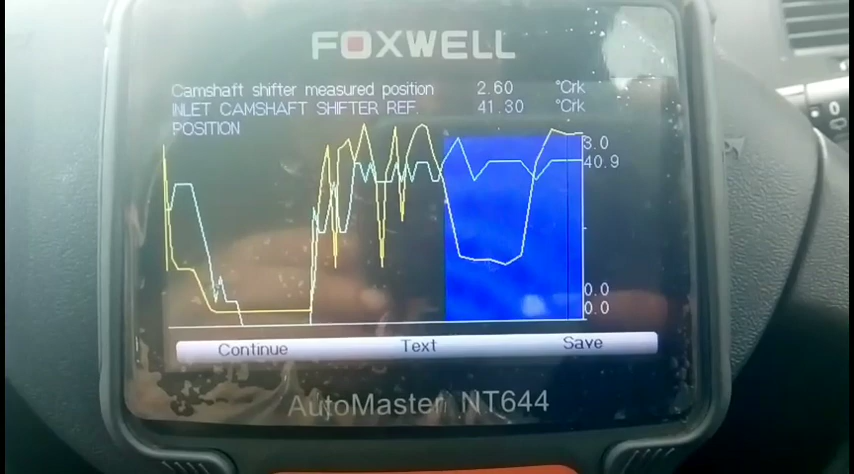 FOXWELL
Camshaft shifter measured position 2.60 °Crk
INLET CAMSHAFT SHIFTER REF. 41.30 °Crk
POSITION
3.0
40.9
0.0
0.0
Continue Text Save
AutoMaster NT644
0